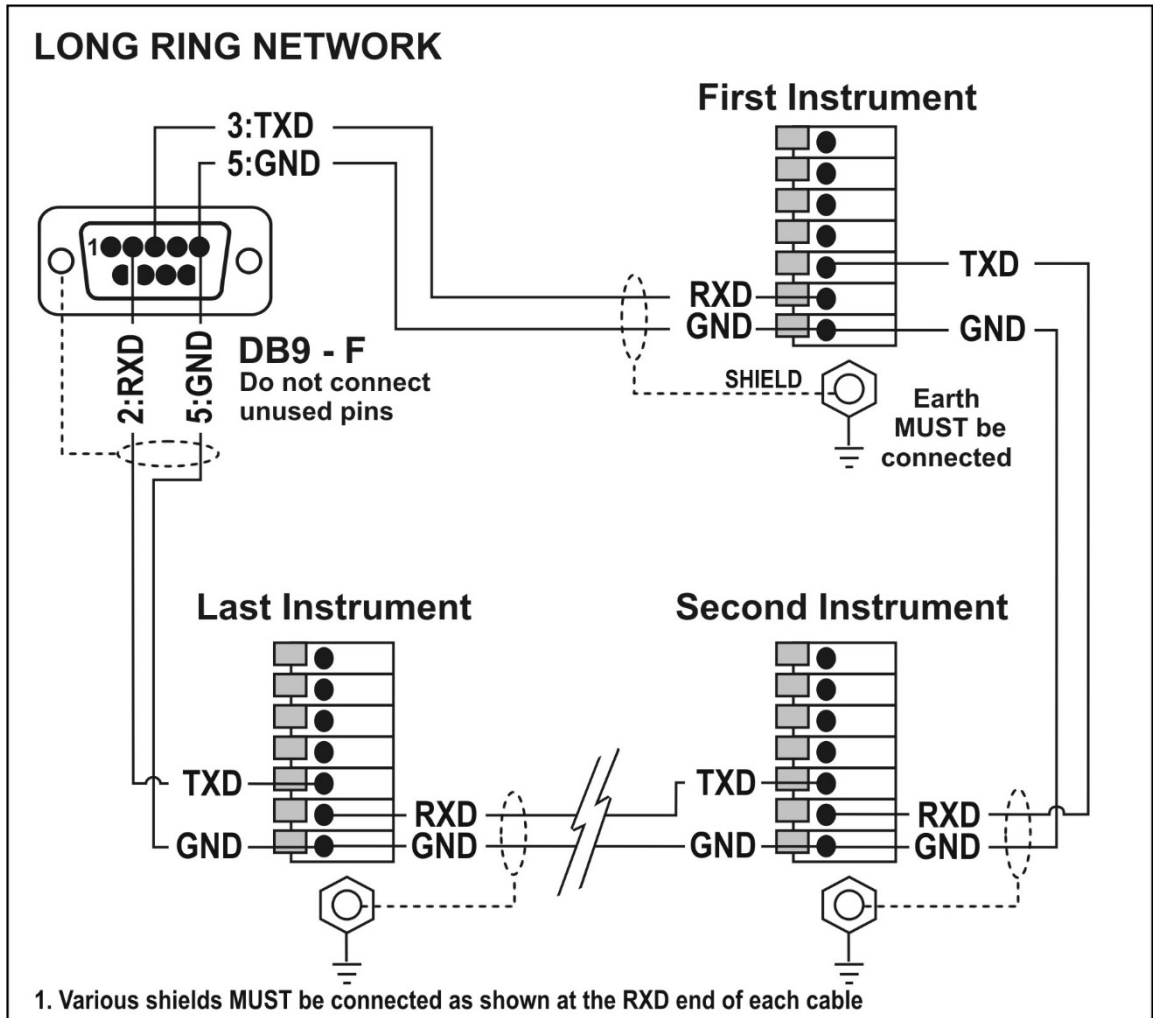 LONG RING NETWORK
First Instrument
3:TXD
5:GND
1
TXD
RXD
GND
GND
2:RXD
5:GND
DB9 - F
Do not connect
unused pins
SHIELD
Earth
MUST be
connected
Last Instrument
Second Instrument
TXD
RXD
GND
GND
TXD
RXD
GND
GND
1. Various shields MUST be connected as shown at the RXD end of each cable